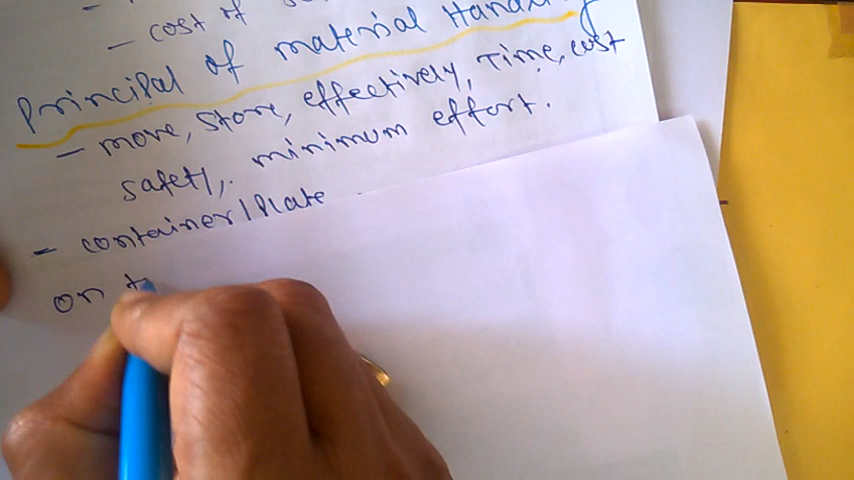 - cost of
Principal of material Handling
- move, store, effectively, Time, cost
safety, minimum effort.
- container/Plate
on t